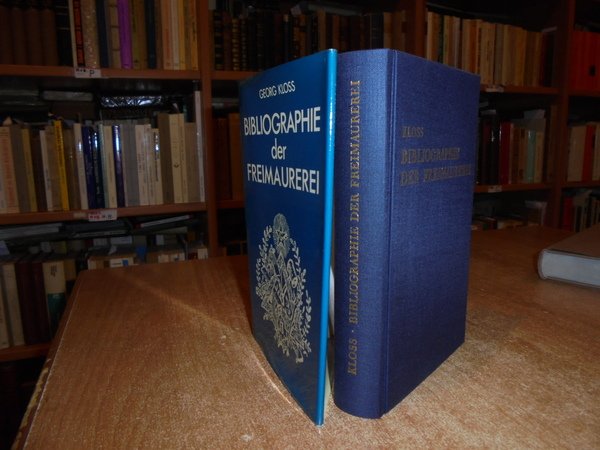 GEORG KLOSS
BIBLIOGRAPHIE
der
FREIMAUREREI
KLOSS · BIBLIOGRAPHIE DER FREIMAUREREI
KLOSS
BIBLIOGRAPHIE
DER FREIMAUREREI